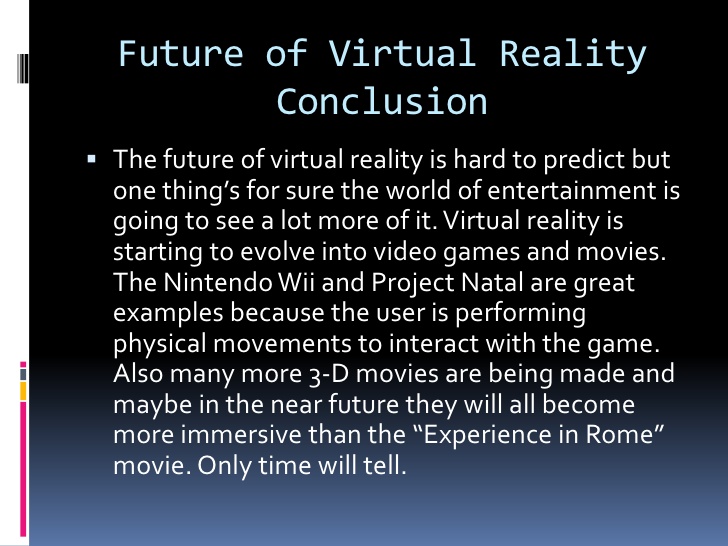 Future of Virtual Reality
Conclusion
▪ The future of virtual reality is hard to predict but
one thing’s for sure the world of entertainment is
going to see a lot more of it. Virtual reality is
starting to evolve into video games and movies.
The Nintendo Wii and Project Natal are great
examples because the user is performing
physical movements to interact with the game.
Also many more 3-D movies are being made and
maybe in the near future they will all become
more immersive than the “Experience in Rome”
movie. Only time will tell.